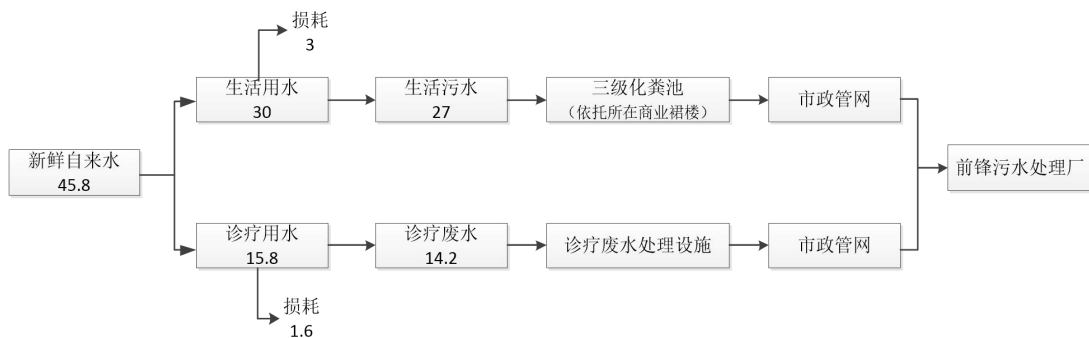 损耗
3
生活用水
30
生活污水
27
三级化粪池
（依托所在商业裙楼）
市政管网
新鲜自来水
45.8
前锋污水处理厂
诊疗用水
15.8
诊疗废水
14.2
诊疗废水处理设施
市政管网
损耗
1.6